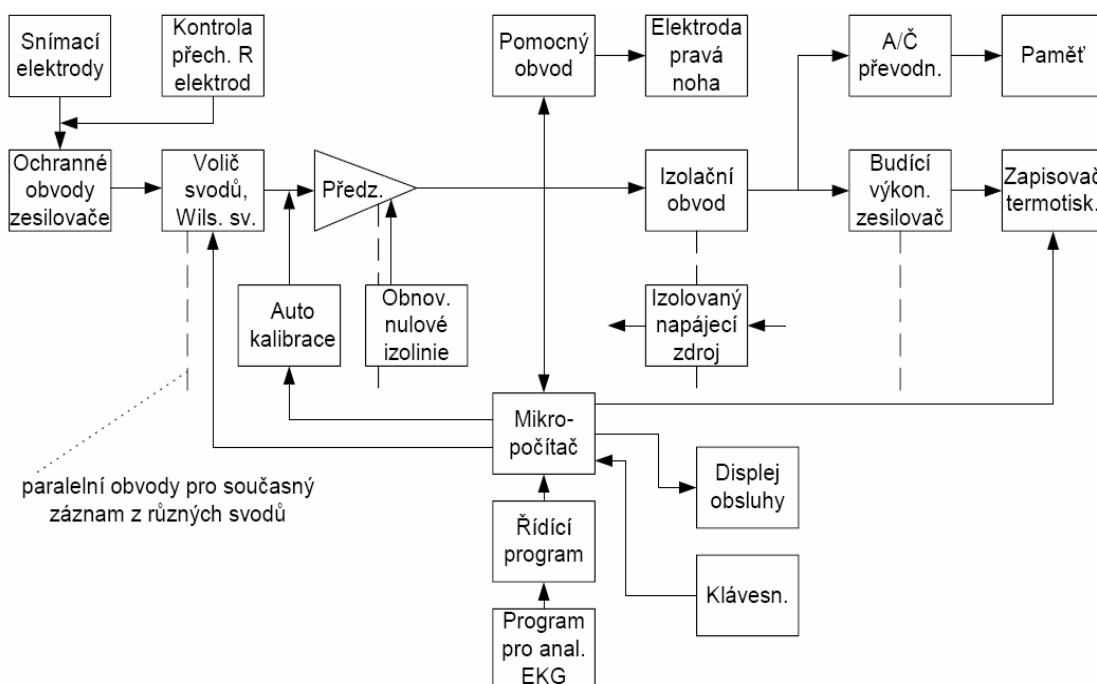 Snímací
elektrody
Kontrola
přech. R
elektrod
Pomocný
obvod
Elektroda
pravá
noha
A/Č
převodn.
Paměť
Ochranné
obvody
zesilovače
Volič
svodů,
Wils. sv.
Předz.
Izolační
obvod
Budící
výkon.
zesilovač
Zapisovač
termotisk.
Auto
kalibrace
Obnov.
nulové
izolinie
Izolovaný
napájecí
zdroj
Mikro-
počítač
Displej
obsluhy
paralelní obvody pro současný
záznam z různých svodů
Řídící
program
Klávesn.
Program
pro anal.
EKG